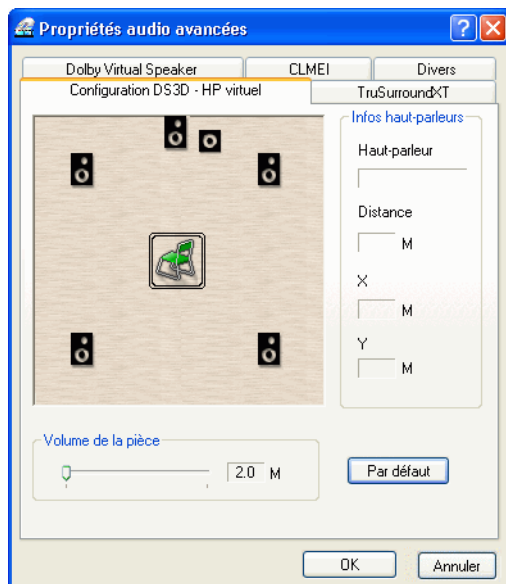 Propriétés audio avancées
Dolby Virtual Speaker
CLMEI
Divers
Configuration DS3D - HP virtuel
TruSurroundXT
Infos haut-parleurs
Haut-parleur
Distance
M
X
M
Y
M
Volume de la pièce
2.0 M
Par défaut
OK
Annuler